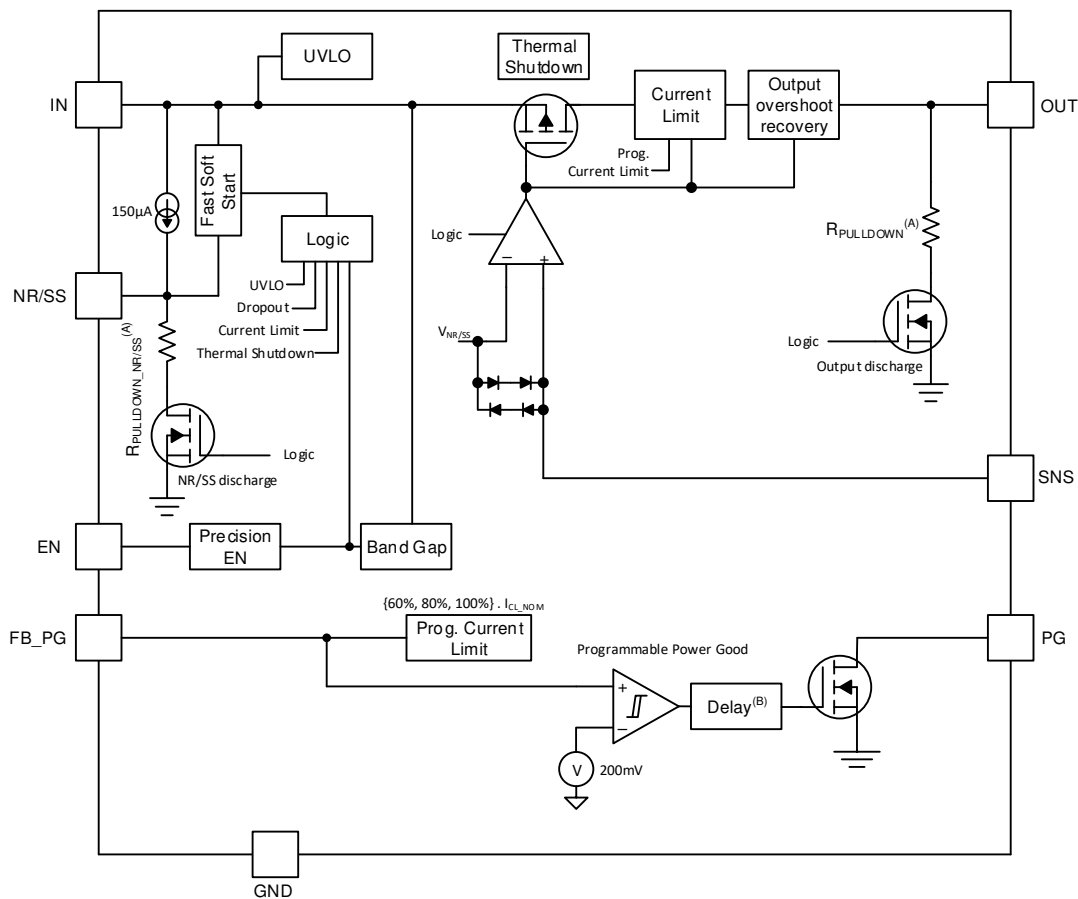 UVLO
Thermal
Shutdown
IN
Current
Limit
Output
overshoot
recovery
OUT
Prog.
Current Limit
Fast Soft
Start
150µA
Logic
Logic
R_PULLDOWN^(A)
UVLO
Dropout
Current Limit
Thermal Shutdown
NR/SS
V_NR/SS
Logic
Output discharge
R_PULLDOWN_NR/SS^(A)
Logic
NR/SS discharge
SNS
EN
Precision
EN
Band Gap
{60%, 80%, 100%} . I_CL_NOM
FB_PG
Prog. Current
Limit
PG
Programmable Power Good
+
−
Delay^(B)
V
200mV
−
+
GND